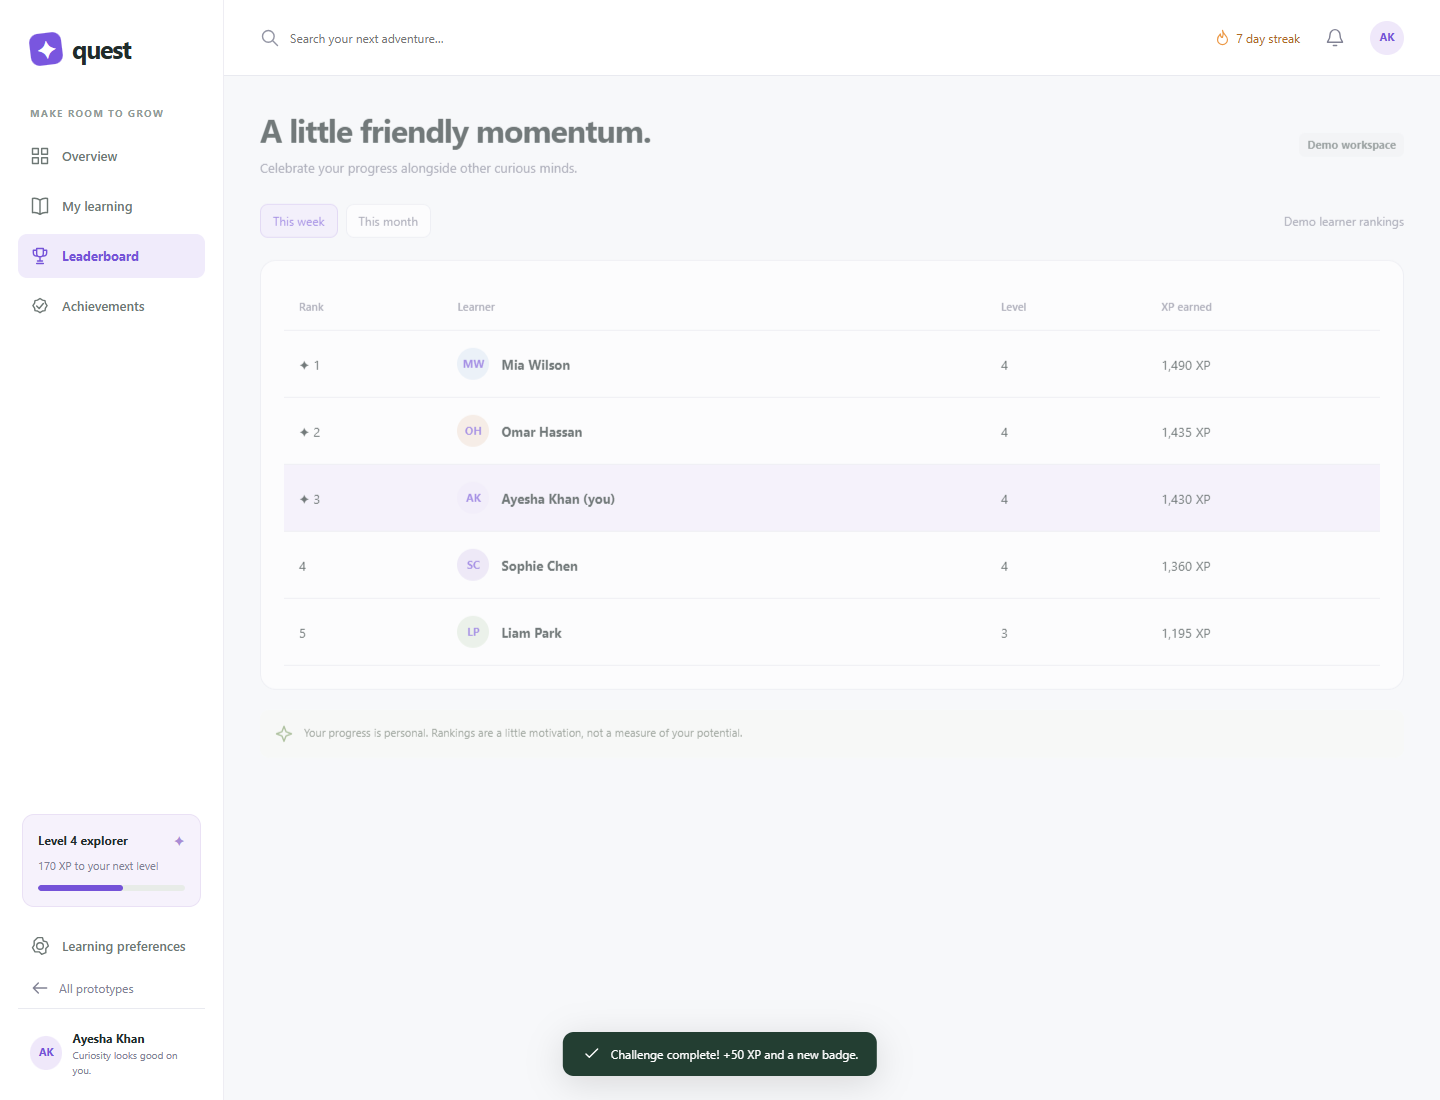 quest
Search your next adventure...
7 day streak
AK
MAKE ROOM TO GROW
Overview
My learning
Leaderboard
Achievements
A little friendly momentum.
Celebrate your progress alongside other curious minds.
Demo workspace
This week
This month
Demo learner rankings
Rank Learner Level XP earned
✦ 1 MW Mia Wilson 4 1,490 XP
✦ 2 OH Omar Hassan 4 1,435 XP
✦ 3 AK Ayesha Khan (you) 4 1,430 XP
4 SC Sophie Chen 4 1,360 XP
5 LP Liam Park 3 1,195 XP
Your progress is personal. Rankings are a little motivation, not a measure of your potential.
Level 4 explorer ✦
170 XP to your next level
Learning preferences
All prototypes
AK
Ayesha Khan
Curiosity looks good on
you.
Challenge complete! +50 XP and a new badge.